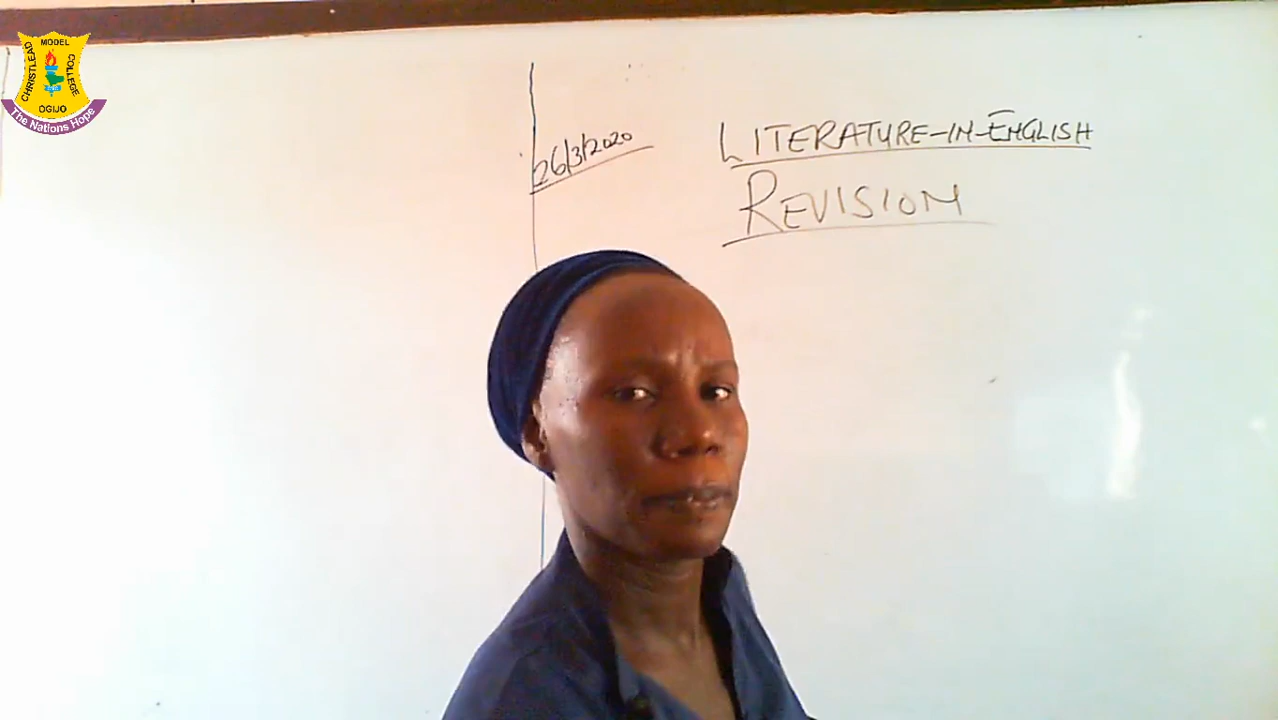 MODEL
CHRISTLEAD
COLLEGE
OGIJO
The Nations Hope
26/3/2020
LITERATURE-IN-ENGLISH
REVISION